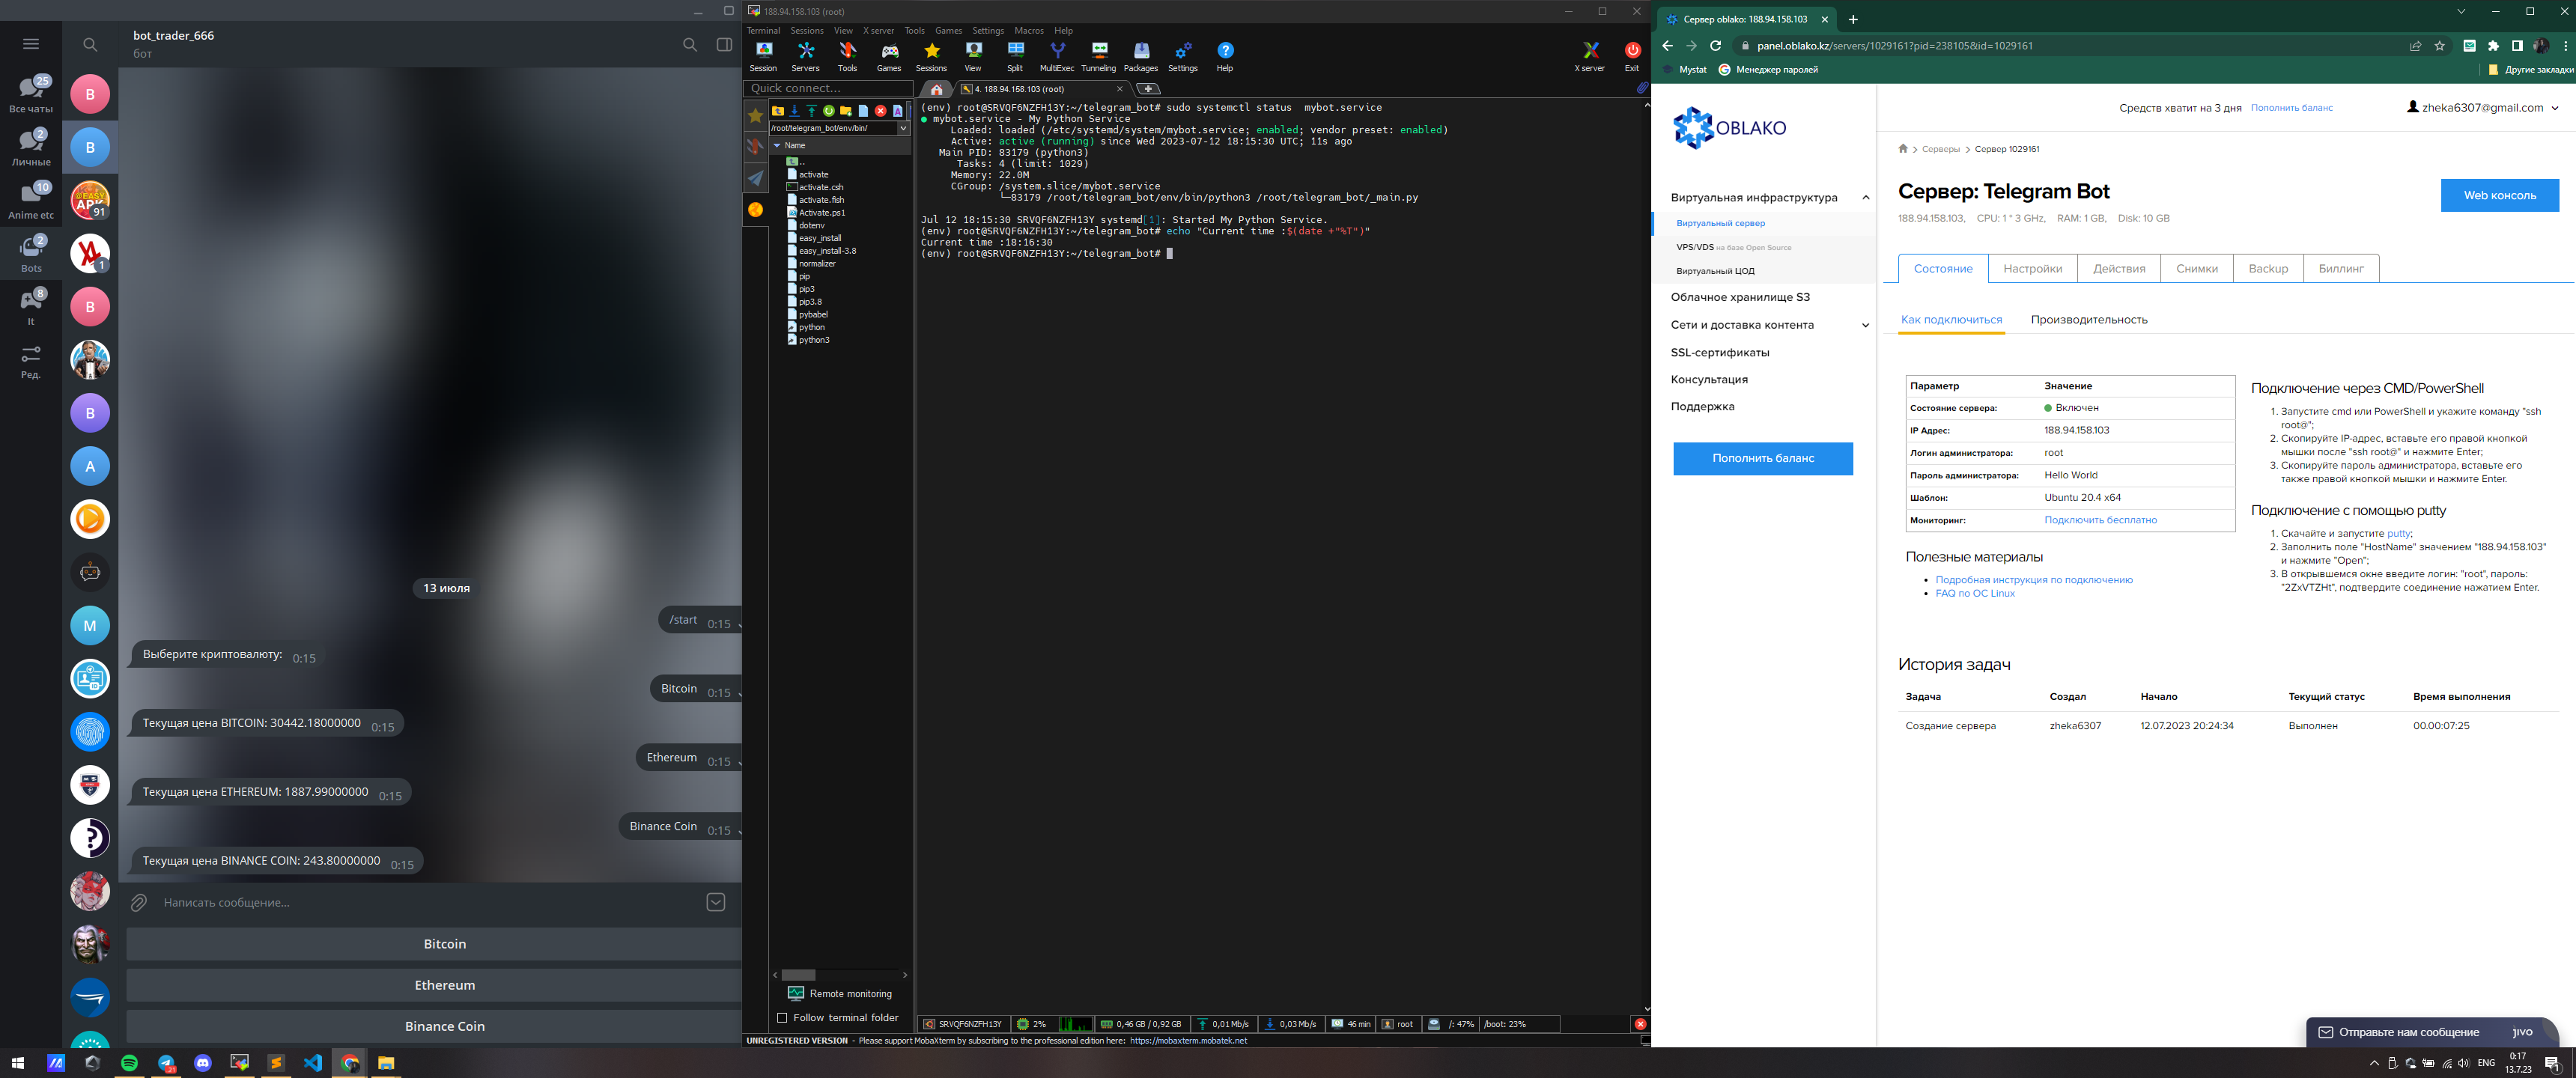 bot_trader_666
бот
25
Все чаты
2
Личные
10
Anime etc
2
Bots
8
It
Ред.
B
B
EASY
APK
91
1
B
B
A
M
ID
?
13 июля
/start 0:15
Выберите криптовалюту: 0:15
Bitcoin 0:15
Текущая цена BITCOIN: 30442.18000000 0:15
Ethereum 0:15
Текущая цена ETHEREUM: 1887.99000000 0:15
Binance Coin 0:15
Текущая цена BINANCE COIN: 243.80000000 0:15
Написать сообщение...
Bitcoin
Ethereum
Binance Coin
188.94.158.103 (root)
Terminal Sessions View X server Tools Games Settings Macros Help
Session Servers Tools Games Sessions View Split MultiExec Tunneling Packages Settings Help X server Exit
Quick connect...
4. 188.94.158.103 (root)
/root/telegram_bot/env/bin/
Name
..
activate
activate.csh
activate.fish
Activate.ps1
dotenv
easy_install
easy_install-3.8
normalizer
pip
pip3
pip3.8
pybabel
python
python3
Remote monitoring
Follow terminal folder
(env) root@SRVQF6NZFH13Y:~/telegram_bot# sudo systemctl status  mybot.service
● mybot.service - My Python Service
Loaded: loaded (/etc/systemd/system/mybot.service; enabled; vendor preset: enabled)
Active: active (running) since Wed 2023-07-12 18:15:30 UTC; 11s ago
Main PID: 83179 (python3)
Tasks: 4 (limit: 1029)
Memory: 22.0M
CGroup: /system.slice/mybot.service
└─83179 /root/telegram_bot/env/bin/python3 /root/telegram_bot/_main.py
Jul 12 18:15:30 SRVQF6NZFH13Y systemd[1]: Started My Python Service.
(env) root@SRVQF6NZFH13Y:~/telegram_bot# echo "Current time :$(date +"%T")"
Current time :18:16:30
(env) root@SRVQF6NZFH13Y:~/telegram_bot#
SRVQF6NZFH13Y 2% 0,46 GB / 0,92 GB 0,01 Mb/s 0,03 Mb/s 46 min root /: 47% /boot: 23%
UNREGISTERED VERSION - Please support MobaXterm by subscribing to the professional edition here: https://mobaxterm.mobatek.net
Сервер oblako: 188.94.158.103
panel.oblako.kz/servers/1029161?pid=238105&id=1029161
Mystat Менеджер паролей Другие закладки
OBLAKO
Средств хватит на 3 дня Пополнить баланс zheka6307@gmail.com
Виртуальная инфраструктура
Виртуальный сервер
VPS/VDS на базе Open Source
Виртуальный ЦОД
Облачное хранилище S3
Сети и доставка контента
SSL-сертификаты
Консультация
Поддержка
Пополнить баланс
Серверы Сервер 1029161
Сервер: Telegram Bot
Web консоль
188.94.158.103, CPU: 1 * 3 GHz, RAM: 1 GB, Disk: 10 GB
Состояние Настройки Действия Снимки Backup Биллинг
Как подключиться Производительность
Параметр Значение
Состояние сервера: Включен
IP Адрес: 188.94.158.103
Логин администратора: root
Пароль администратора: Hello World
Шаблон: Ubuntu 20.4 x64
Мониторинг: Подключить бесплатно
Полезные материалы
Подробная инструкция по подключению
FAQ по ОС Linux
Подключение через CMD/PowerShell
1. Запустите cmd или PowerShell и укажите команду "ssh
root@";
2. Скопируйте IP-адрес, вставьте его правой кнопкой
мышки после "ssh root@" и нажмите Enter;
3. Скопируйте пароль администратора, вставьте его
также правой кнопкой мышки и нажмите Enter.
Подключение с помощью putty
1. Скачайте и запустите putty;
2. Заполнить поле "HostName" значением "188.94.158.103"
и нажмите "Open";
3. В открывшемся окне введите логин: "root", пароль:
"2ZxVTZHt", подтвердите соединение нажатием Enter.
История задач
Задача Создал Начало Текущий статус Время выполнения
Создание сервера zheka6307 12.07.2023 20:24:34 Выполнен 00.00:07:25
Отправьте нам сообщение jivo
31
ENG
0:17
13.7.23
1